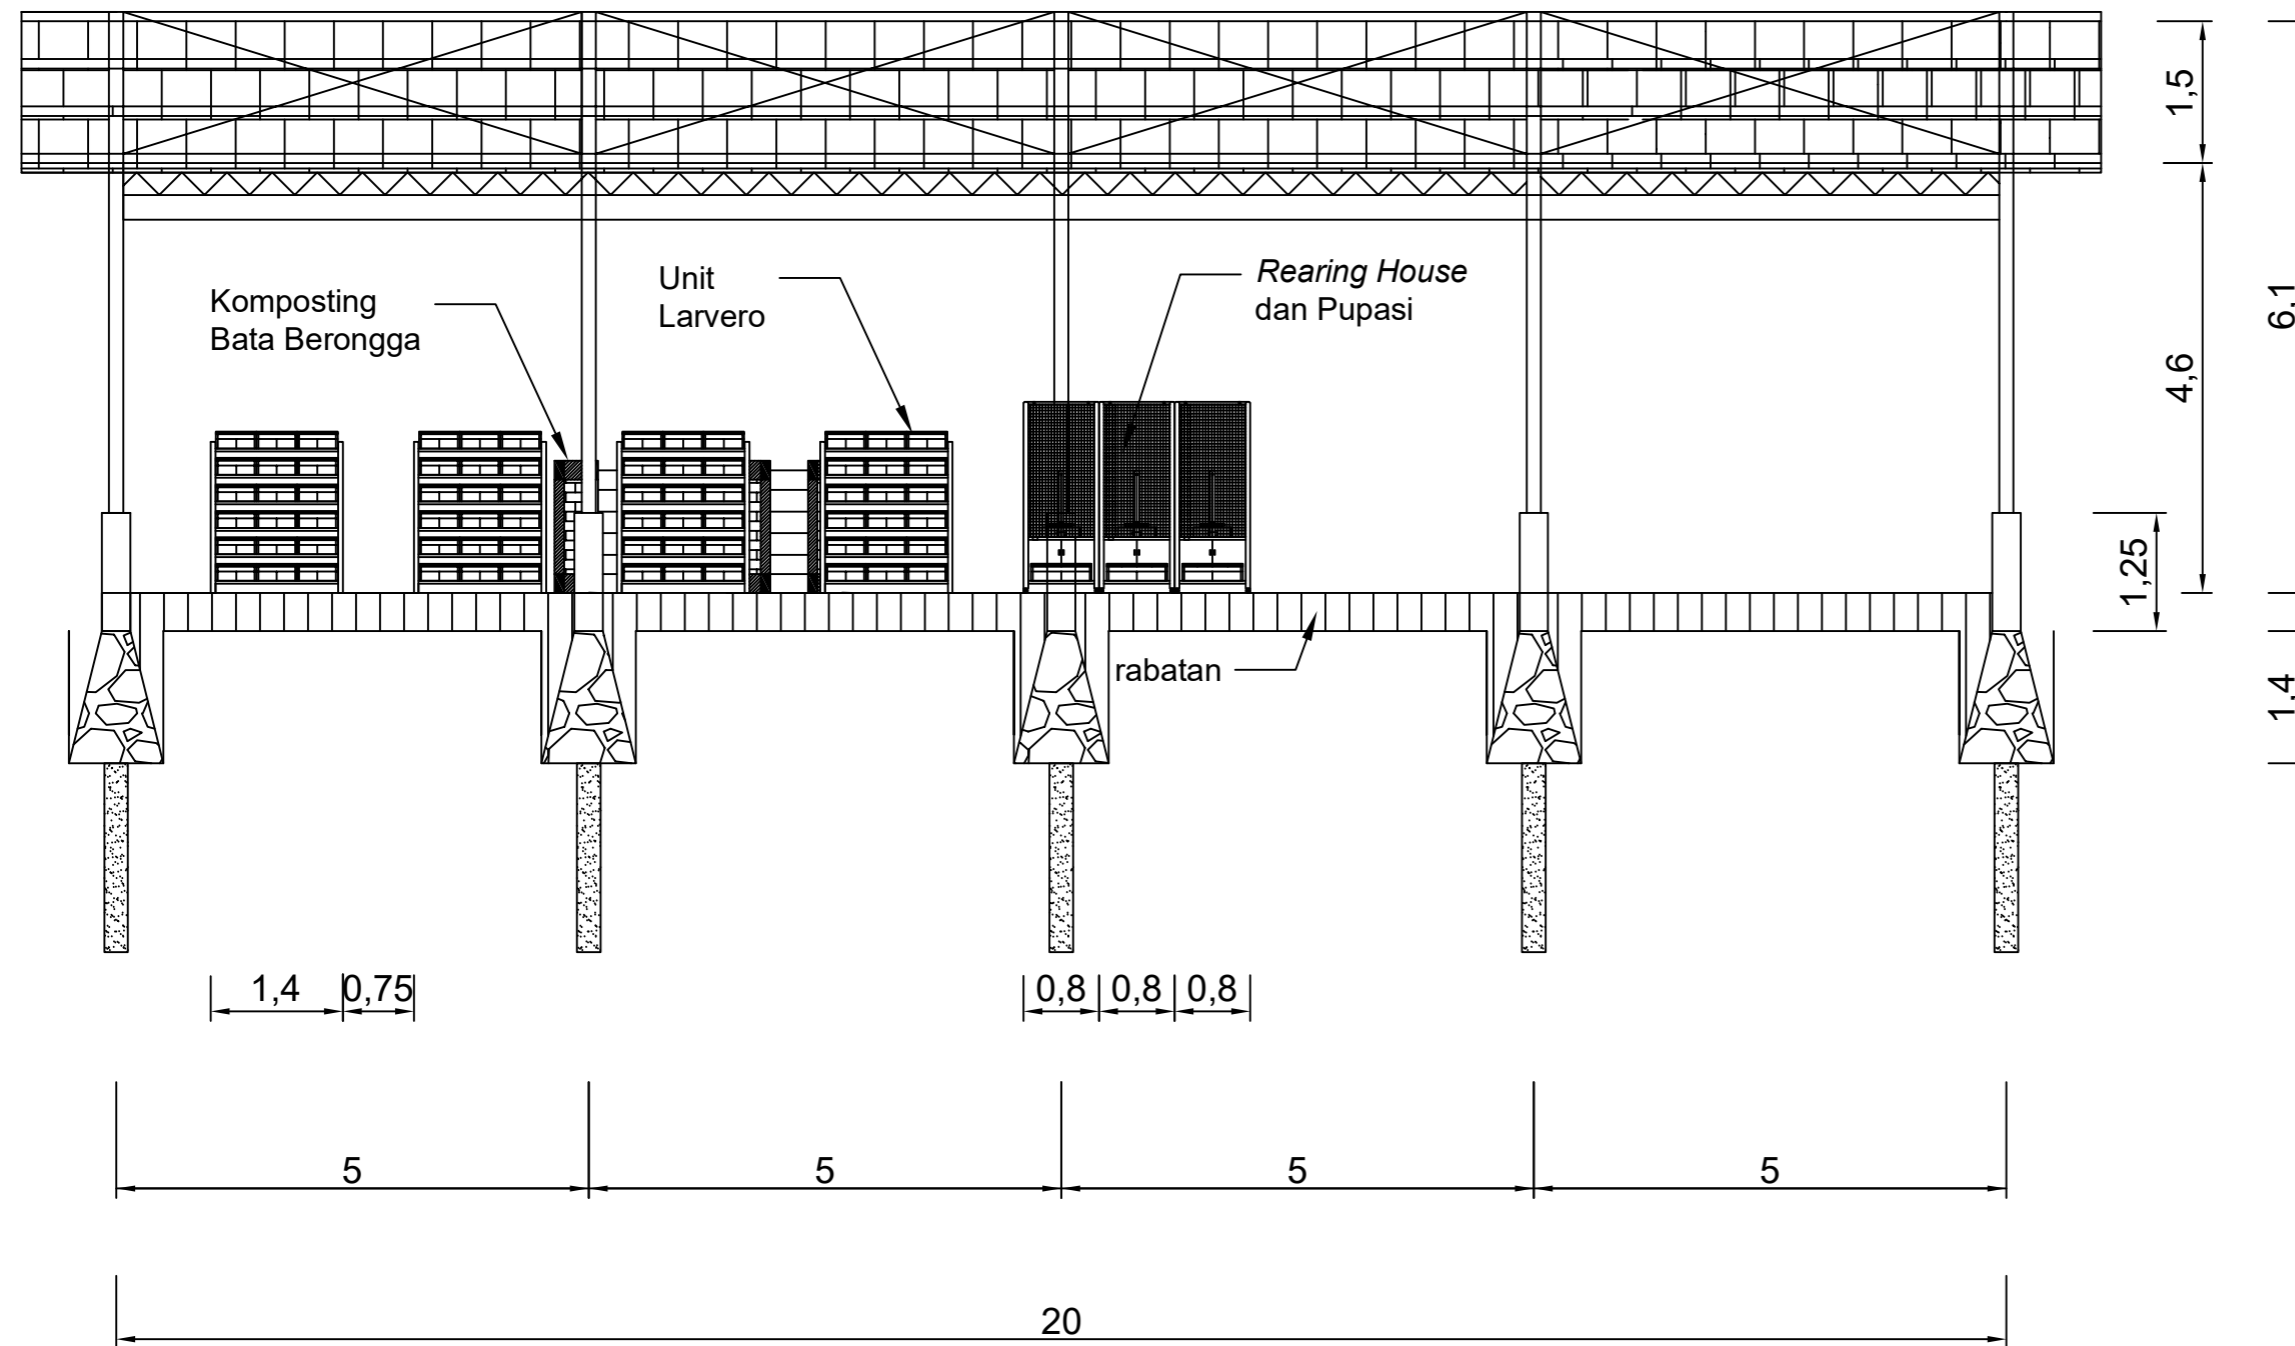 1,5
6,1
Unit
Larvero
Rearing House
dan Pupasi
Komposting
Bata Berongga
4,6
1,25
rabatan
1,4
1,4 0,75 0,8 0,8 0,8
5 5 5 5
20